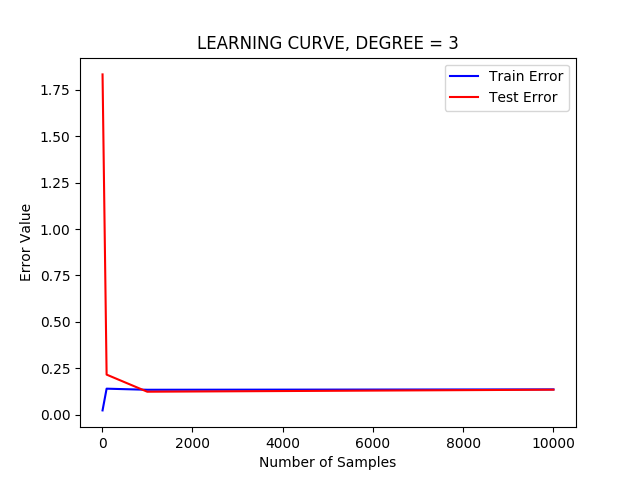 LEARNING CURVE, DEGREE = 3
Train Error
Test Error
1.75
1.50
1.25
1.00
0.75
0.50
0.25
0.00
Error Value
0 2000 4000 6000 8000 10000
Number of Samples